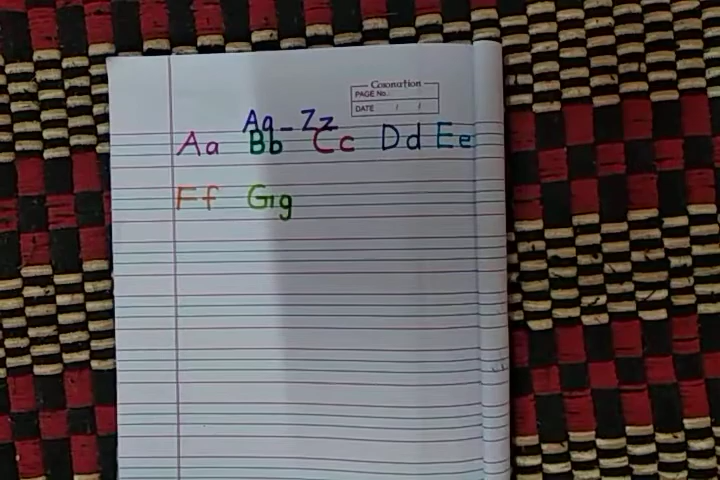 Coronation
PAGE No.
DATE / /
Aa - Zz
Aa Bb Cc Dd Ee
Ff Gg